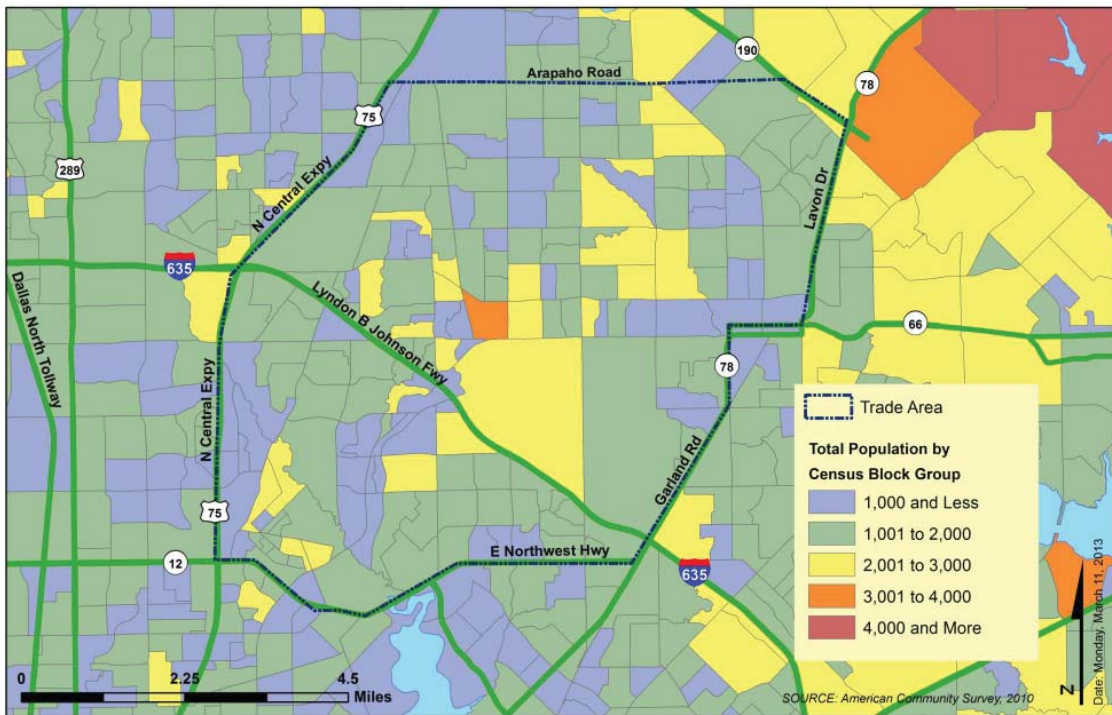 Arapaho Road
190
78
75
289
N Central Expy
Lavon Dr
635
Lyndon B Johnson Fwy
66
Dallas North Tollway
N Central Expy
78
Garland Rd
75
12
E Northwest Hwy
635
Trade Area
Total Population by
Census Block Group
1,000 and Less
1,001 to 2,000
2,001 to 3,000
3,001 to 4,000
4,000 and More
0 2.25 4.5
Miles
SOURCE: American Community Survey, 2010
N
Date: Monday, March 11, 2013